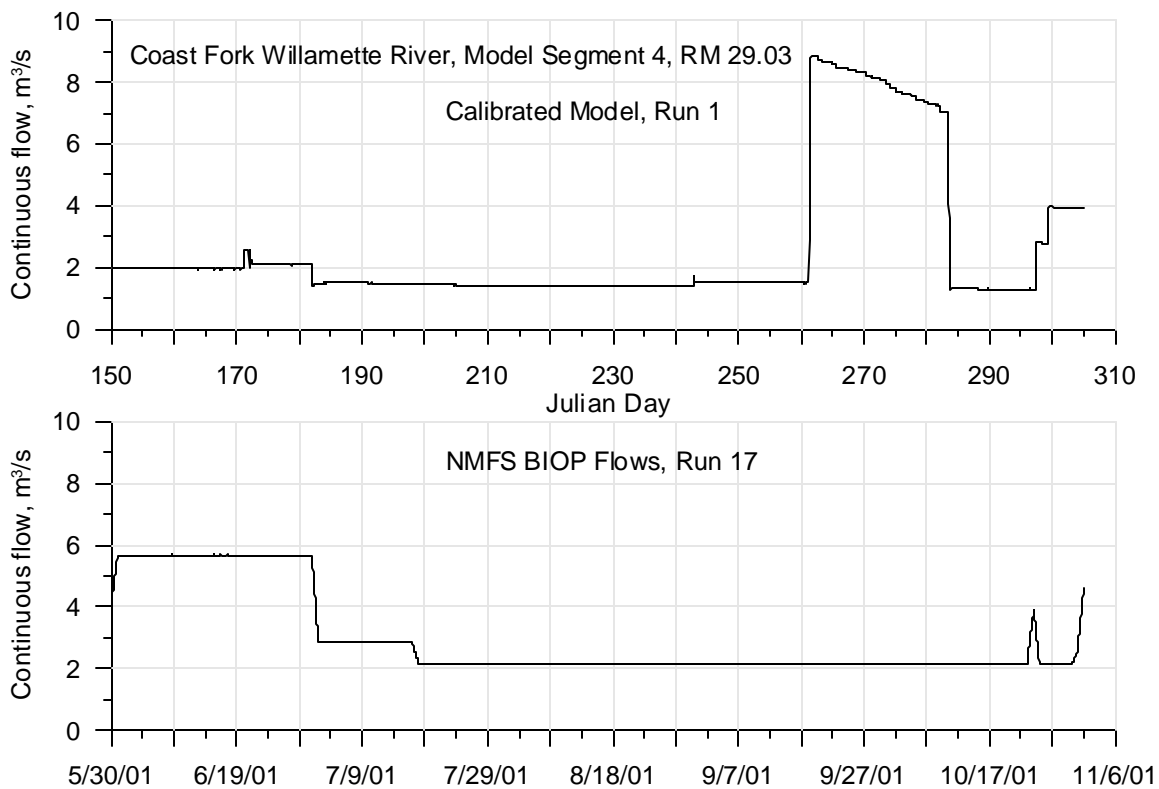 Coast Fork Willamette River, Model Segment 4, RM 29.03
Calibrated Model, Run 1
Continuous flow, m³/s
10
8
6
4
2
0
150 170 190 210 230 250 270 290 310
Julian Day
NMFS BIOP Flows, Run 17
Continuous flow, m³/s
10
8
6
4
2
0
5/30/01 6/19/01 7/9/01 7/29/01 8/18/01 9/7/01 9/27/01 10/17/01 11/6/01